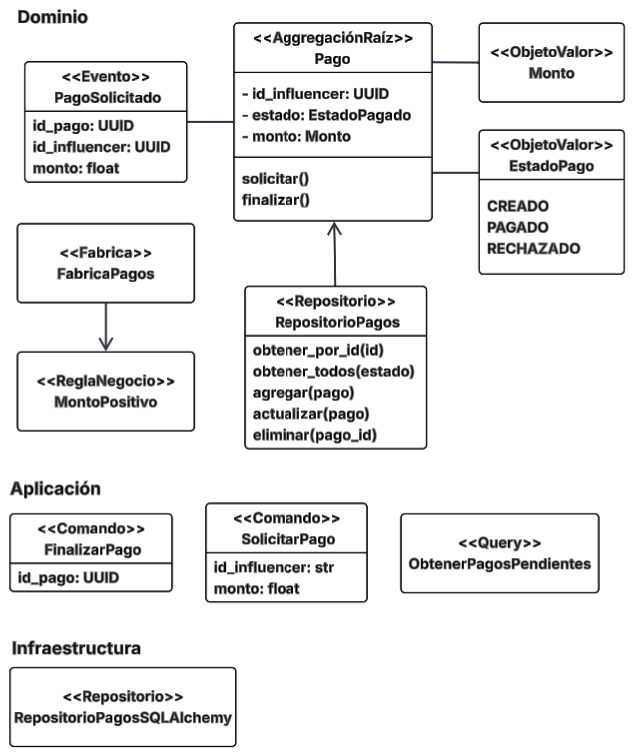 Dominio
<<Evento>>
PagoSolicitado
id_pago: UUID
id_influencer: UUID
monto: float
<<AggregaciónRaíz>>
Pago
- id_influencer: UUID
- estado: EstadoPagado
- monto: Monto
solicitar()
finalizar()
<<ObjetoValor>>
Monto
<<ObjetoValor>>
EstadoPago
CREADO
PAGADO
RECHAZADO
<<Fabrica>>
FabricaPagos
<<ReglaNegocio>>
MontoPositivo
<<Repositorio>>
RepositorioPagos
obtener_por_id(id)
obtener_todos(estado)
agregar(pago)
actualizar(pago)
eliminar(pago_id)
Aplicación
<<Comando>>
FinalizarPago
id_pago: UUID
<<Comando>>
SolicitarPago
id_influencer: str
monto: float
<<Query>>
ObtenerPagosPendientes
Infraestructura
<<Repositorio>>
RepositorioPagosSQLAlchemy